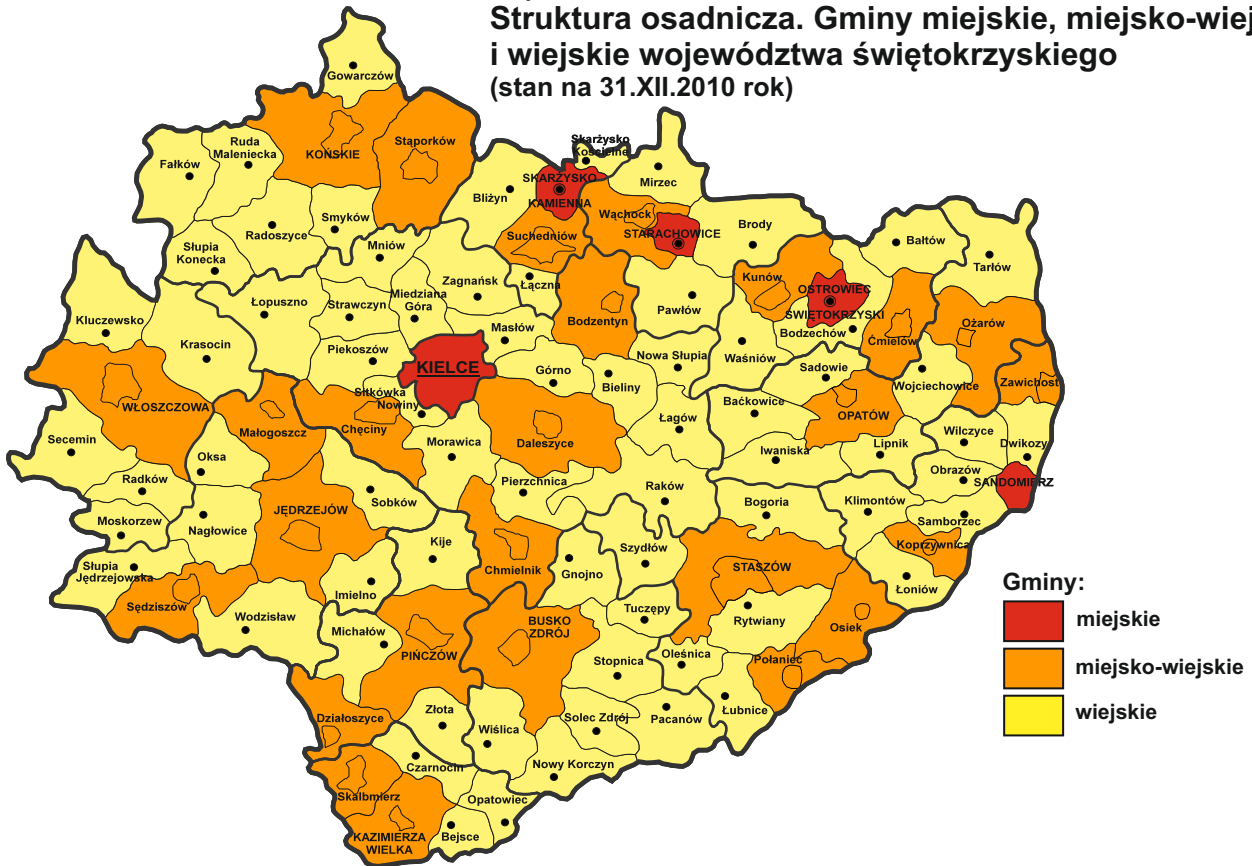 Struktura osadnicza. Gminy miejskie, miejsko-wiej
i wiejskie województwa świętokrzyskiego
(stan na 31.XII.2010 rok)
Gowarczów
Skarżysko
Kościelne
Ruda
Maleniecka
KOŃSKIE
Stąporków
Fałków
SKARŻYSKO
KAMIENNA
Mirzec
Bliżyn
Smyków
Wąchock
Brody
Radoszyce
Suchedniów
STARACHOWICE
Bałtów
Słupia
Konecka
Mniów
Tarłów
Zagnańsk
Łączna
Kunów
OSTROWIEC
ŚWIĘTOKRZYSKI
Łopuszno
Strawczyn
Miedziana
Góra
Pawłów
Kluczewsko
Masłów
Bodzentyn
Bodzechów
Ćmielów
Ożarów
Krasocin
Piekoszów
KIELCE
Nowa Słupia
Waśniów
Górno
Bieliny
Sadowie
Wojciechowice
Zawichost
Sitkówka
Nowiny
WŁOSZCZOWA
Baćkowice
OPATÓW
Małogoszcz
Chęciny
Łagów
Secemin
Morawica
Daleszyce
Wilczyce
Dwikozy
Oksa
Iwaniska
Lipnik
Radków
Obrazów
Pierzchnica
SANDOMIERZ
Sobków
Raków
Bogoria
Klimontów
JĘDRZEJÓW
Moskorzew
Nagłowice
Samborzec
Kije
Szydłów
Koprzywnica
Słupia
Jędrzejowska
Chmielnik
Gnojno
STASZÓW
Łoniów
Imielno
Sędziszów
Tuczępy
Wodzisław
Michałów
BUSKO
ZDRÓJ
Rytwiany
Osiek
PIŃCZÓW
Oleśnica
Połaniec
Stopnica
Złota
Łubnice
Działoszyce
Solec Zdrój
Pacanów
Wiślica
Czarnocin
Nowy Korczyn
Skalbmierz
Opatowiec
KAZIMIERZA
WIELKA
Bejsce
Gminy:
miejskie
miejsko-wiejskie
wiejskie